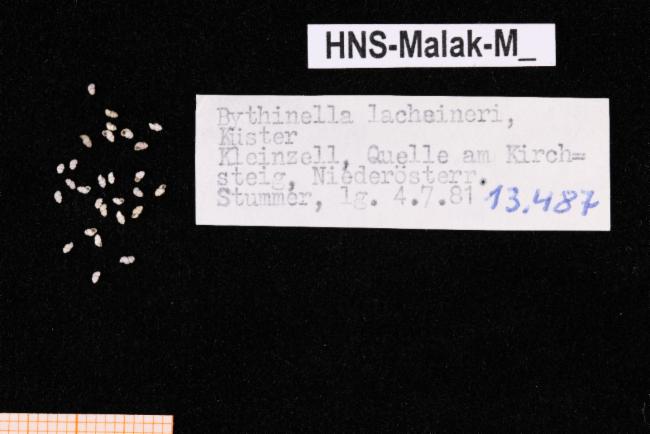 HNS-Malak-M_
Bythinella lacheineri,
Küster
Kleinzell, Quelle am Kirch=
steig, Niederösterr.
Stummer, lg. 4.7.81 13.487